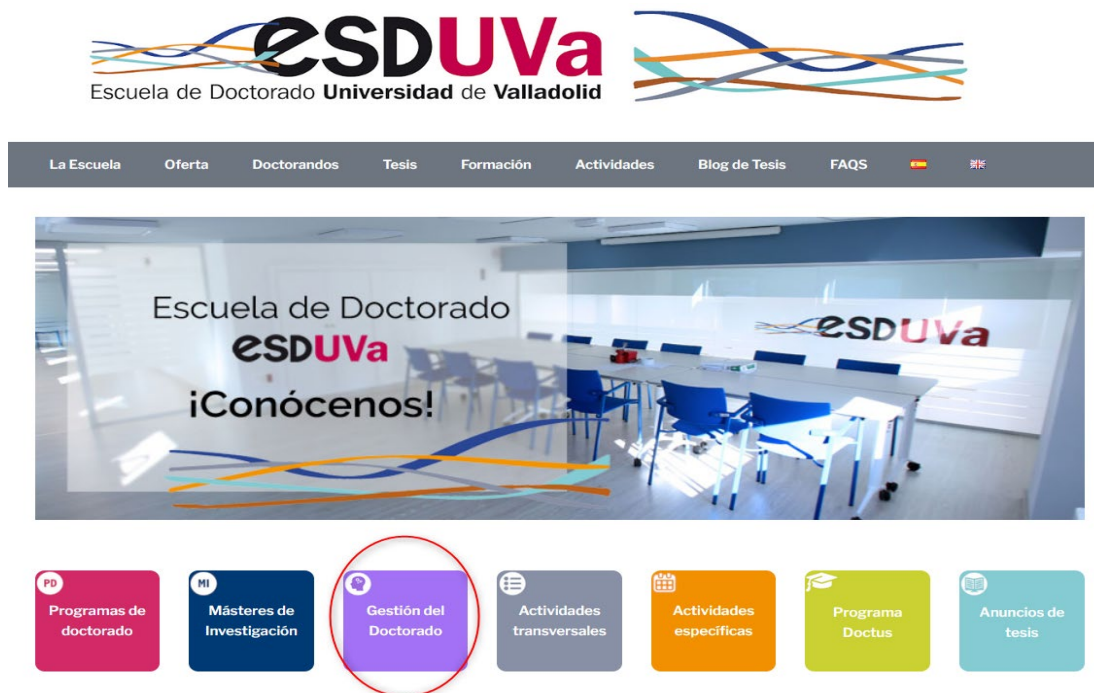 esDUVa
Escuela de Doctorado Universidad de Valladolid
La Escuela Oferta Doctorandos Tesis Formación Actividades Blog de Tesis FAQS
Escuela de Doctorado
esDUVa
¡Conócenos!
esDUVa
PD
Programas de
doctorado
MI
Másteres de
Investigación
Gestión del
Doctorado
Actividades
transversales
Actividades
específicas
Programa
Doctus
Anuncios de
tesis